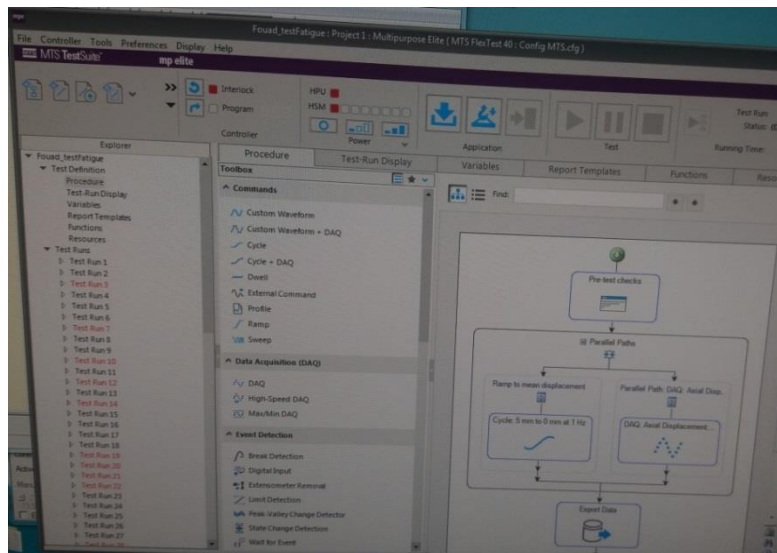 Fouad_testFatigue : Project 1 : Multipurpose Elite ( MTS FlexTest 40 : Config MTS.cfg )
File Controller Tools Preferences Display Help
MTS TestSuite
mp elite
Interlock
Program
Controller
HPU
HSM
Power
Application
Test
Test Run
Status:
Running Time:
Explorer
Fouad_testFatigue
Test Definition
Procedure
Test-Run Display
Variables
Report Templates
Functions
Resources
Test Runs
Test Run 1
Test Run 2
Test Run 3
Test Run 4
Test Run 5
Test Run 6
Test Run 7
Test Run 8
Test Run 9
Test Run 10
Test Run 11
Test Run 12
Test Run 13
Test Run 14
Test Run 15
Test Run 16
Test Run 17
Test Run 18
Test Run 19
Test Run 20
Test Run 21
Test Run 22
Test Run 23
Test Run 24
Test Run 25
Test Run 26
Test Run 27
Procedure
Test-Run Display
Variables
Report Templates
Functions
Toolbox
Commands
Custom Waveform
Custom Waveform + DAQ
Cycle
Cycle + DAQ
Dwell
External Command
Profile
Ramp
Sweep
Data Acquisition (DAQ)
DAQ
High-Speed DAQ
Max/Min DAQ
Event Detection
Break Detection
Digital Input
Extensometer Removal
Limit Detection
Peak-Valley Change Detector
State Change Detection
Wait for Event
Find:
Pre-test checks
Parallel Paths
Ramp to mean displacement
Cycle: 5 mm to 0 mm at 1 Hz
Parallel Path: DAQ: Axial Disp...
DAQ: Axial Displacement...
Export Data